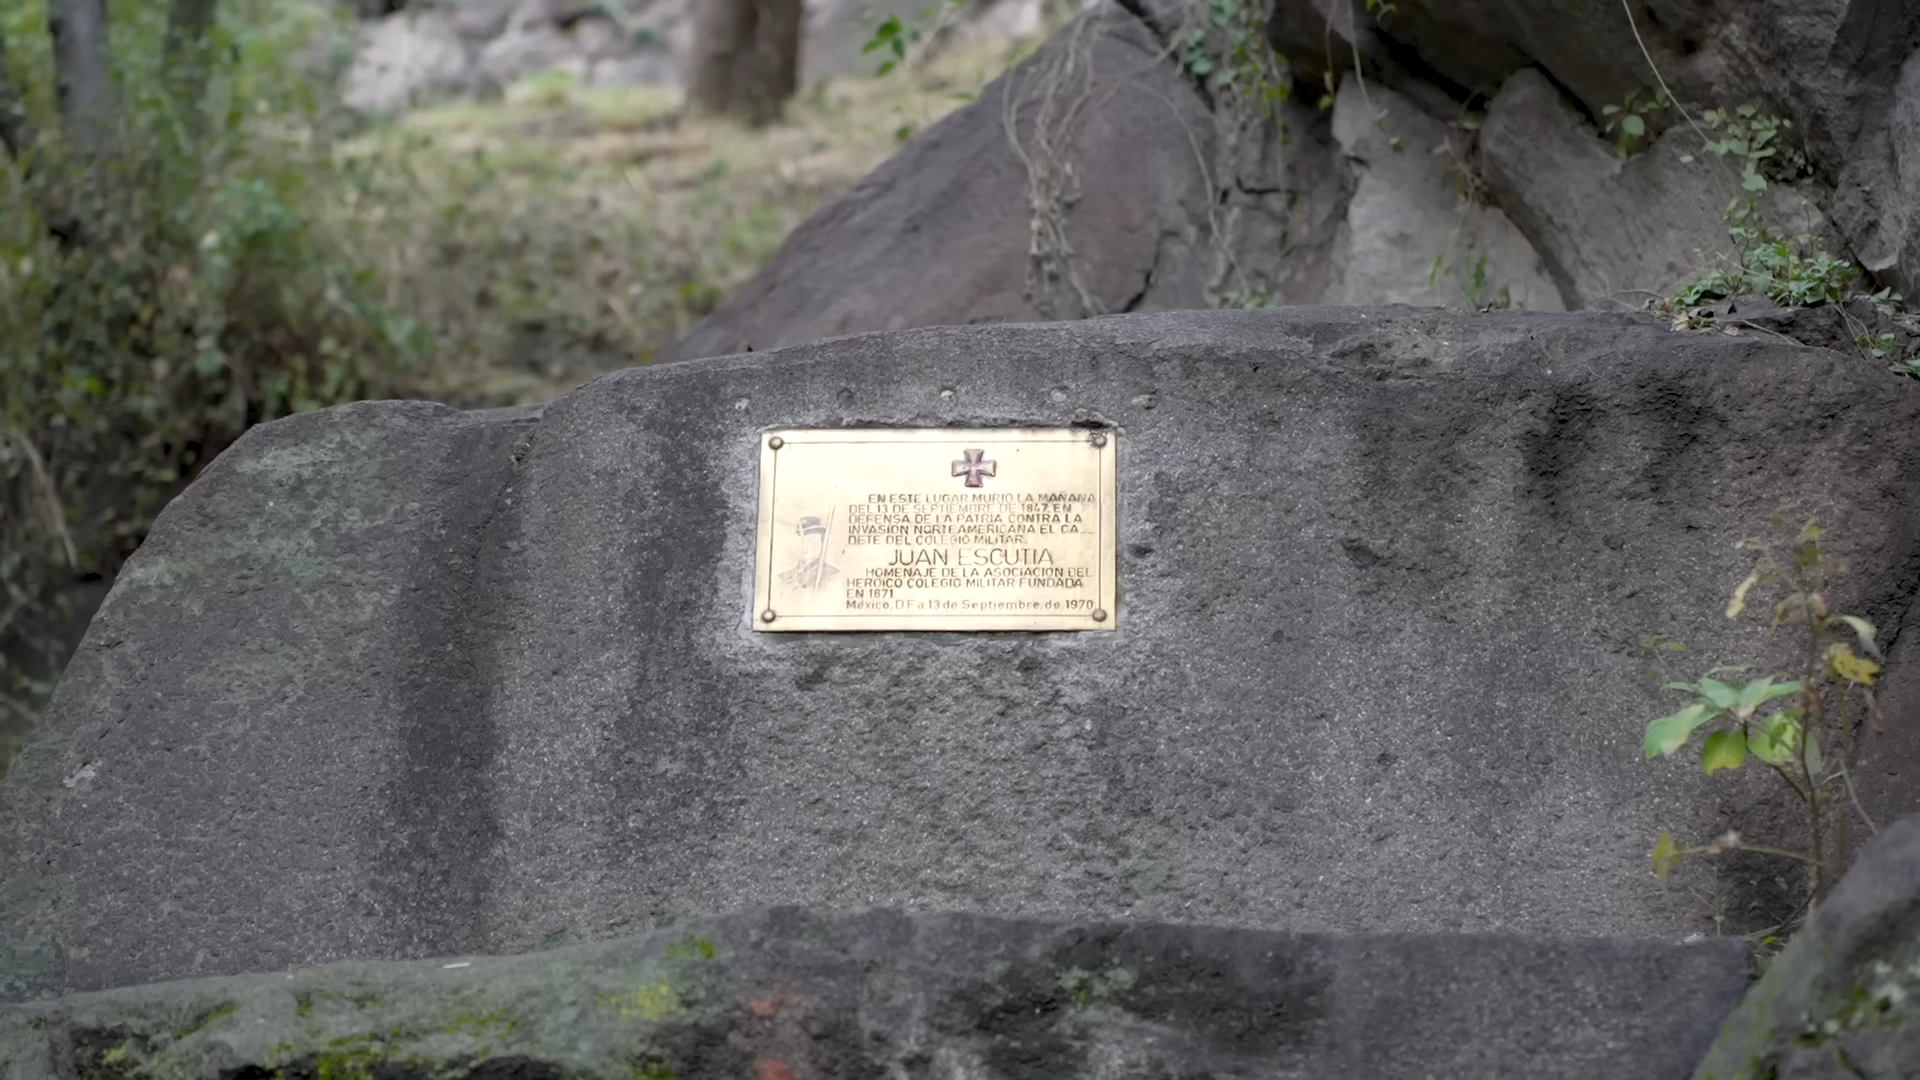 EN ESTE LUGAR MURIO LA MAÑANA
DEL 13 DE SEPTIEMBRE DE 1847. EN
DEFENSA DE LA PATRIA CONTRA LA
INVASION NORTEAMERICANA EL CA_
DETE DEL COLEGIO MILITAR.
JUAN ESCUTIA
HOMENAJE DE LA ASOCIACION DEL
HEROICO COLEGIO MILITAR FUNDADA
EN 1871
México, D F a 13 de Septiembre. de 1970